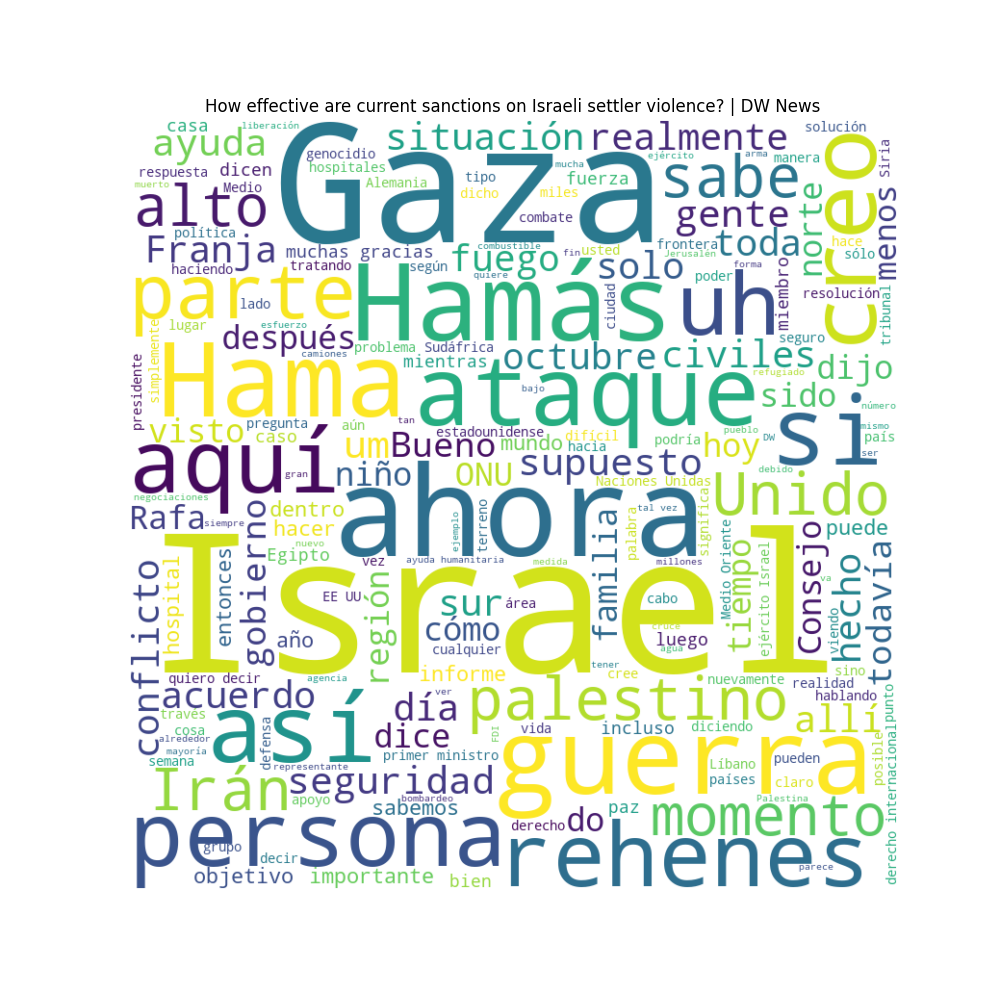 How effective are current sanctions on Israeli settler violence? | DW News
casa
liberación
ayuda
respuesta
dicen
muerto
Medio
alto
política
Franja
haciendo
Gaza
genocidio
hospitales
Alemania
situación
realmente
tipo
dicho
mucha
miles
ejército
fuerza
combate
arma
manera
solución
sabe
gente
creo
siria
menos
norte
hace
sólo
toda
frontera
Jerusalén
muchas gracias
tratando
según
combustible
quiere
fuego
fin
usted
solo
ciudad
poder
forma
miembro
resolución
tribunal
seguro
parte
lado
lugar
esfuerzo
Hamás
uh
después
camiones
problema
Sudáfrica
mientras
octubre
civiles
dijo
presidente
simplemente
Hama
ataque
bajo
refugiado
sido
número
visto
pregunta
caso
aún
tan
um
estadounidense
Bueno
mundo
difícil
hacia
podría
pueblo
hoy
DW
si
mismo
país
ser
aquí
gran
niño
ONU
supuesto
Naciones Unidas
debido
negociaciones
Rafa
siempre
dentro
hacer
ahora
tal vez
Unido
gobierno
nuevo
Egipto
vez
ejemplo
terreno
familia
palabra
significa
Consejo
puede
conflicto
hospital
entonces
EE UU
ayuda humanitaria
medida
millones
Medio Oriente
tiempo
ejército Israel
va
viendo
hecho
todavía
Israel
año
región
sur
área
cómo
cualquier
cabo
cruce
agua
luego
quiero decir
agencia
informe
tener
cree
nuevamente
realidad
sino
hablando
acuerdo
través
cosa
alrededor
mayoría
semana
así
defensa
representante
día
ver
dice
primer ministro
palestino
FDI
vida
incluso
diciendo
allí
posible
punto
derecho internacional
Irán
seguridad
apoyo
bombardeo
sabemos
guerra
Líbano
países
pueden
claro
Palestina
persona
grupo
decir
objetivo
importante
bien
derecho
do
paz
momento
rehenes
parece